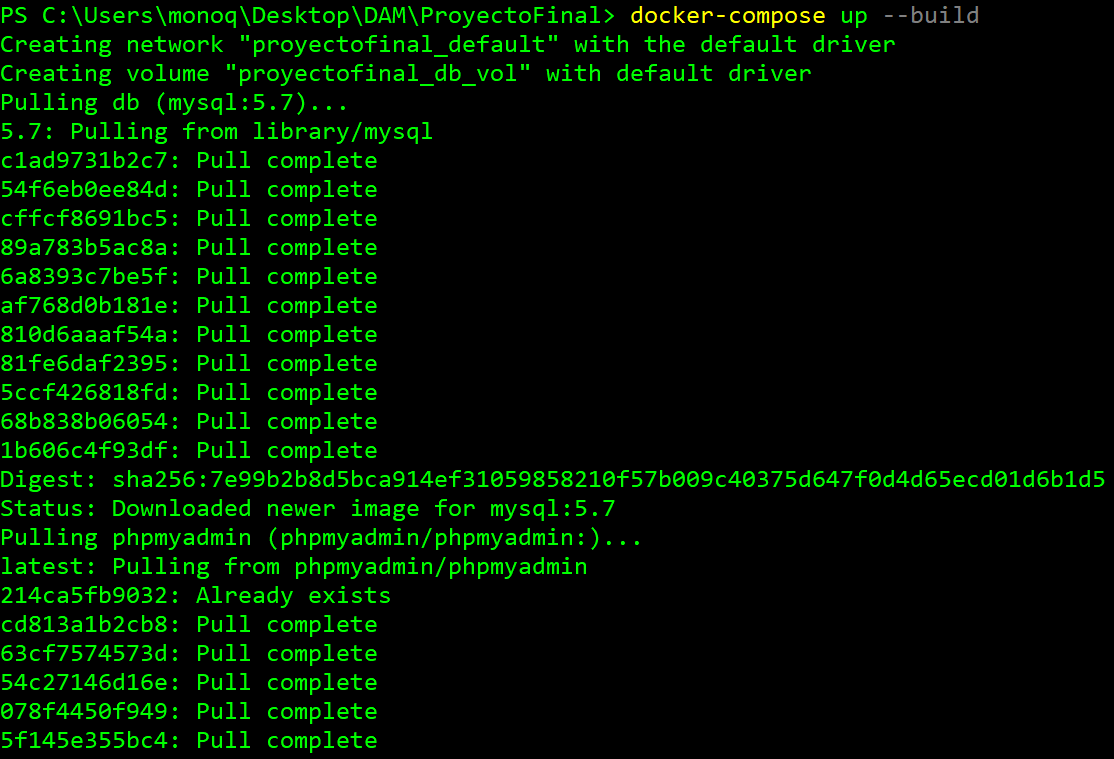 PS C:\Users\monoq\Desktop\DAM\ProyectoFinal> docker-compose up --build
Creating network "proyectofinal_default" with the default driver
Creating volume "proyectofinal_db_vol" with default driver
Pulling db (mysql:5.7)...
5.7: Pulling from library/mysql
c1ad9731b2c7: Pull complete
54f6eb0ee84d: Pull complete
cffcf8691bc5: Pull complete
89a783b5ac8a: Pull complete
6a8393c7be5f: Pull complete
af768d0b181e: Pull complete
810d6aaaf54a: Pull complete
81fe6daf2395: Pull complete
5ccf426818fd: Pull complete
68b838b06054: Pull complete
1b606c4f93df: Pull complete
Digest: sha256:7e99b2b8d5bca914ef31059858210f57b009c40375d647f0d4d65ecd01d6b1d5
Status: Downloaded newer image for mysql:5.7
Pulling phpmyadmin (phpmyadmin/phpmyadmin:)...
latest: Pulling from phpmyadmin/phpmyadmin
214ca5fb9032: Already exists
cd813a1b2cb8: Pull complete
63cf7574573d: Pull complete
54c27146d16e: Pull complete
078f4450f949: Pull complete
5f145e355bc4: Pull complete